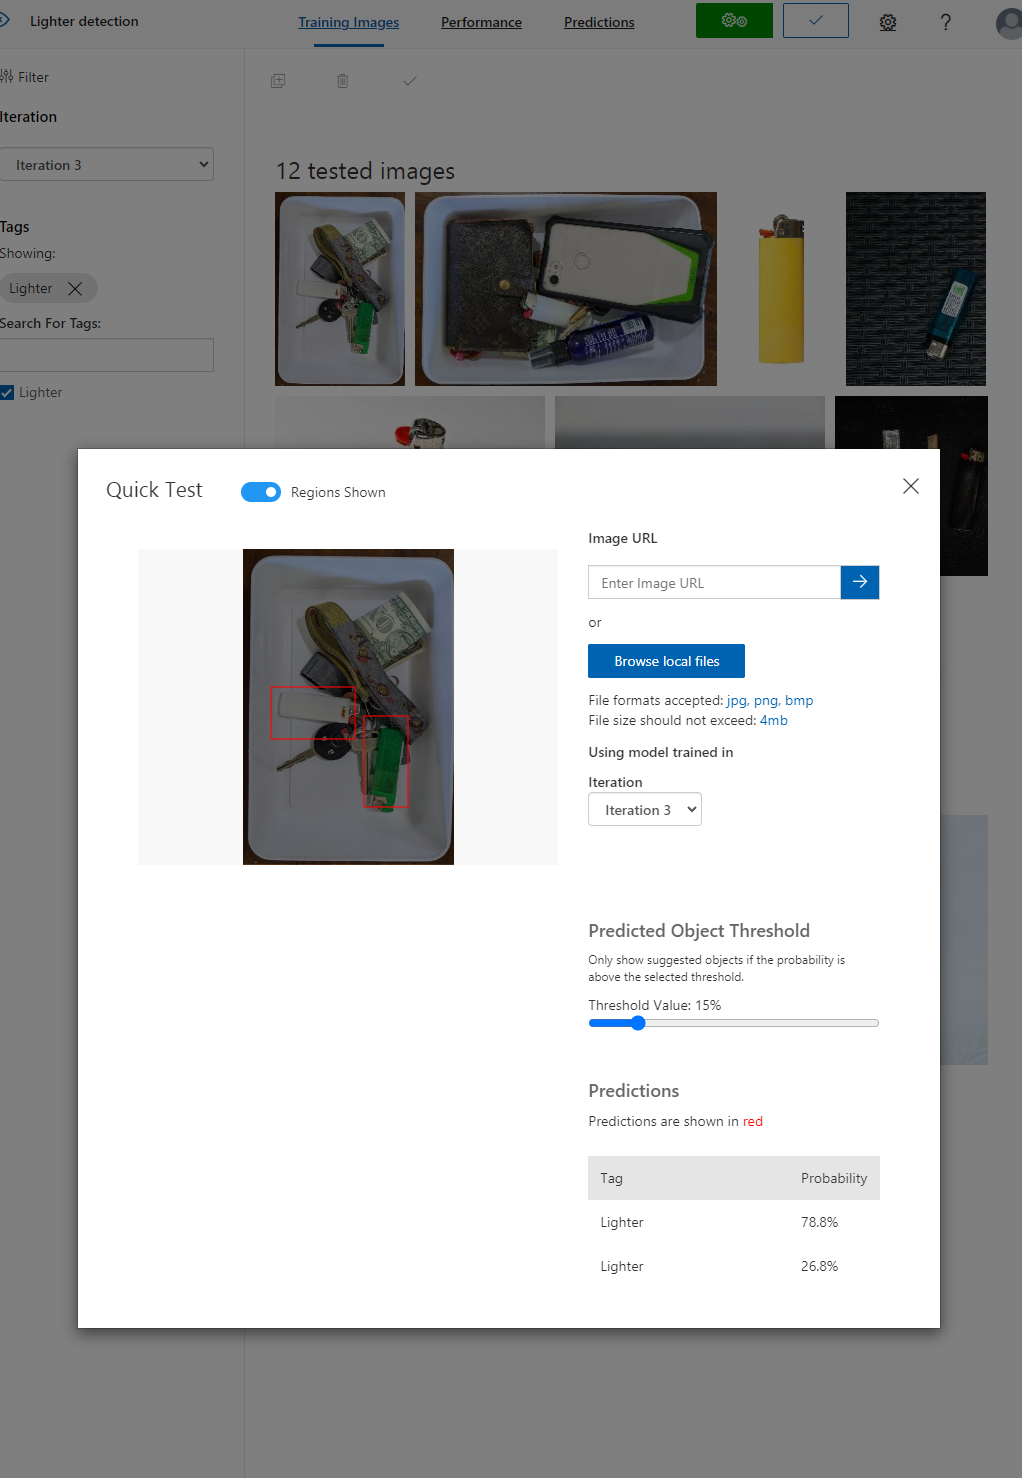 Lighter detection
Training Images
Performance
Predictions
?
Filter
Iteration
Iteration 3
Tags
Showing:
Lighter
Search For Tags:
Lighter
12 tested images
Quick Test
Regions Shown
Image URL
Enter Image URL
or
Browse local files
File formats accepted: jpg, png, bmp
File size should not exceed: 4mb
Using model trained in
Iteration
Iteration 3
Predicted Object Threshold
Only show suggested objects if the probability is
above the selected threshold.
Threshold Value: 15%
Predictions
Predictions are shown in red
Tag Probability
Lighter 78.8%
Lighter 26.8%